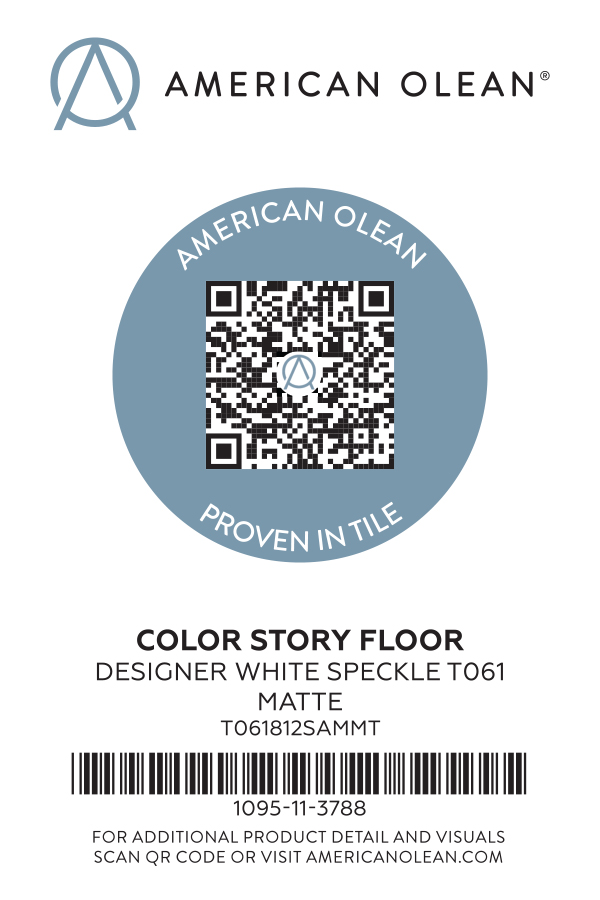 AMERICAN OLEAN®
AMERICAN OLEAN
PROVEN IN TILE
COLOR STORY FLOOR
DESIGNER WHITE SPECKLE T061
MATTE
T061812SAMMT
1095-11-3788
FOR ADDITIONAL PRODUCT DETAIL AND VISUALS
SCAN QR CODE OR VISIT AMERICANOLEAN.COM